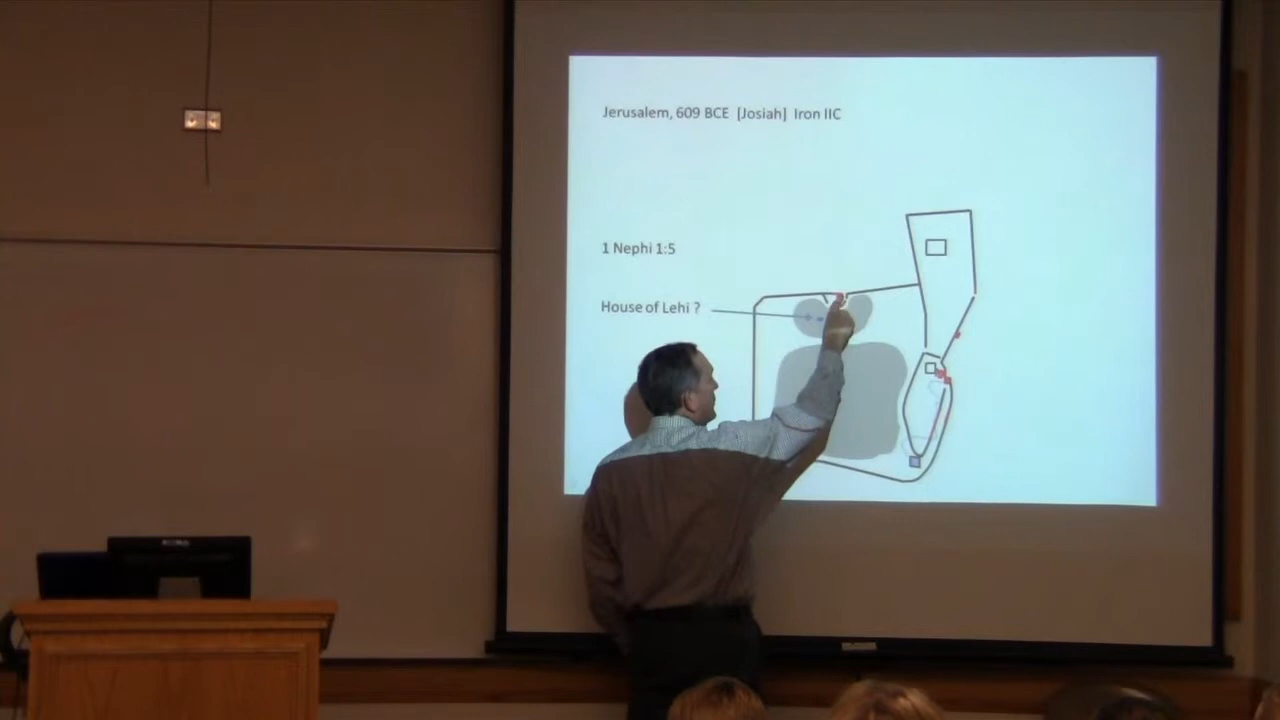 Jerusalem, 609 BCE [Josiah] Iron IIC
1 Nephi 1:5
House of Lehi ?